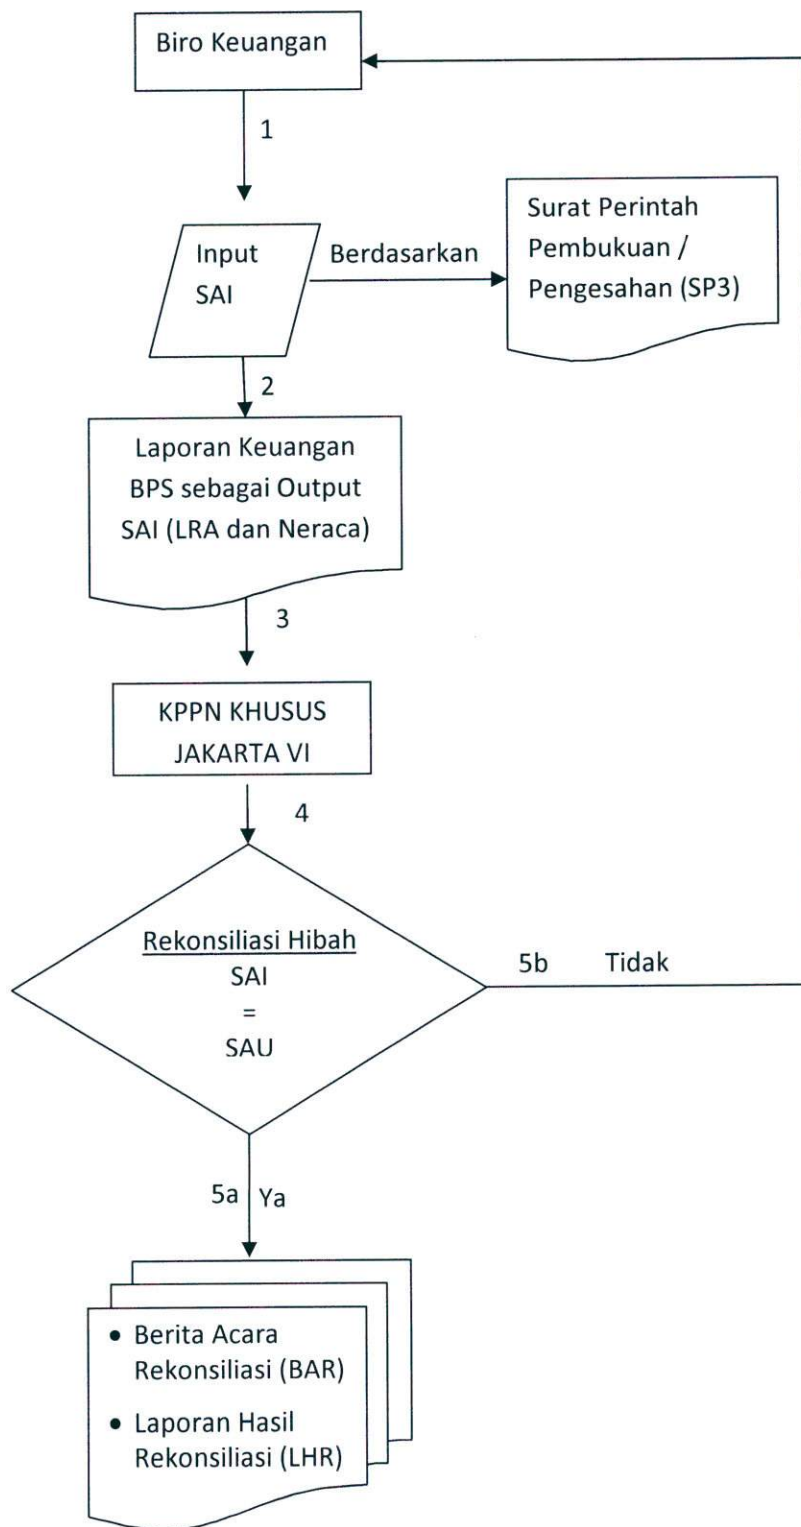 Biro Keuangan
1
Input
SAI
Berdasarkan
Surat Perintah
Pembukuan /
Pengesahan (SP3)
2
Laporan Keuangan
BPS sebagai Output
SAI (LRA dan Neraca)
3
KPPN KHUSUS
JAKARTA VI
4
Rekonsiliasi Hibah
SAI
=
SAU
5b Tidak
5a Ya
• Berita Acara
Rekonsiliasi (BAR)
• Laporan Hasil
Rekonsiliasi (LHR)